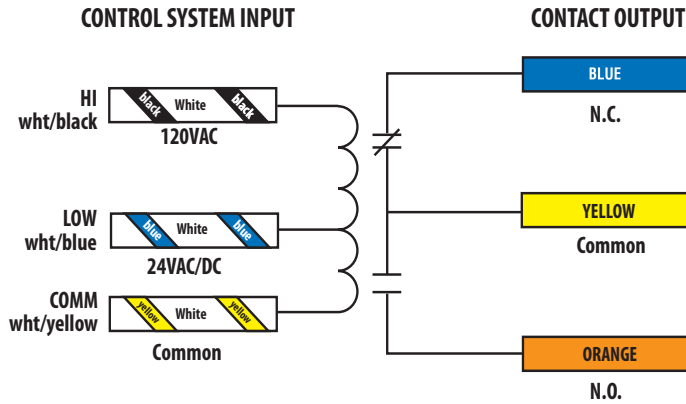 CONTROL SYSTEM INPUT
CONTACT OUTPUT
HI
wht/black
black White black
120VAC
LOW
wht/blue
blue White blue
24VAC/DC
COMM
wht/yellow
yellow White yellow
Common
BLUE
N.C.
YELLOW
Common
ORANGE
N.O.